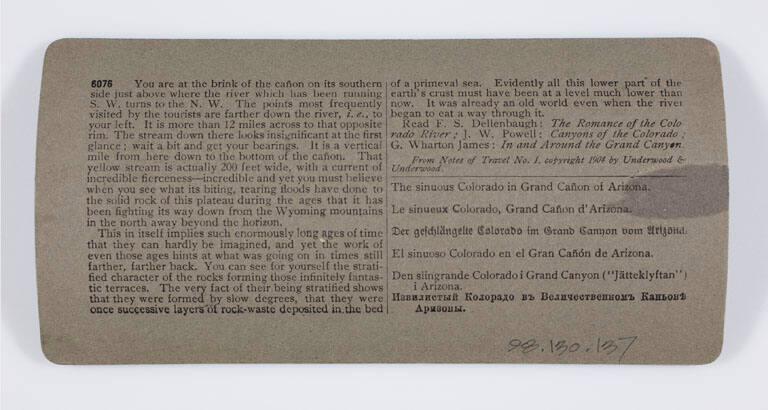 6076 You are at the brink of the cañon on its southern
side just above where the river which has been running
S. W. turns to the N. W. The points most frequently
visited by the tourists are farther down the river, i. e., to
your left. It is more than 12 miles across to that opposite
rim. The stream down there looks insignificant at the first
glance; wait a bit and get your bearings. It is a vertical
mile from here down to the bottom of the cañon. That
yellow stream is actually 200 feet wide, with a current of
incredible fierceness—incredible and yet you must believe
when you see what its biting, tearing floods have done to
the solid rock of this plateau during the ages that it has
been fighting its way down from the Wyoming mountains
in the north away beyond the horizon.
This in itself implies such enormously long ages of time
that they can hardly be imagined, and yet the work of
even those ages hints at what was going on in times still
farther, farther back. You can see for yourself the strati-
fied character of the rocks forming those infinitely fantas-
tic terraces. The very fact of their being stratified shows
that they were formed by slow degrees, that they were
once successive layers of rock-waste deposited in the bed
of a primeval sea. Evidently all this lower part of the
earth's crust must have been at a level much lower than
now. It was already an old world even when the river
began to eat a way through it.
Read F. S. Dellenbaugh: The Romance of the Colo
rado River; J. W. Powell: Canyons of the Colorado;
G. Wharton James: In and Around the Grand Canyon.
From Notes of Travel No. 1, copyright 1904 by Underwood &
Underwood.
The sinuous Colorado in Grand Cañon of Arizona.
Le sinueux Colorado, Grand Cañon d'Arizona.
Der geschlängelte Colorado im Grand Canyon vom Arizona.
El sinuoso Colorado en el Gran Cañón de Arizona.
Den slingrande Colorado i Grand Canyon ("Jätteklyftan")
i Arizona.
Извилистый Колорадо въ Величественномъ Каньонѣ
Аризоны.
98.130.137